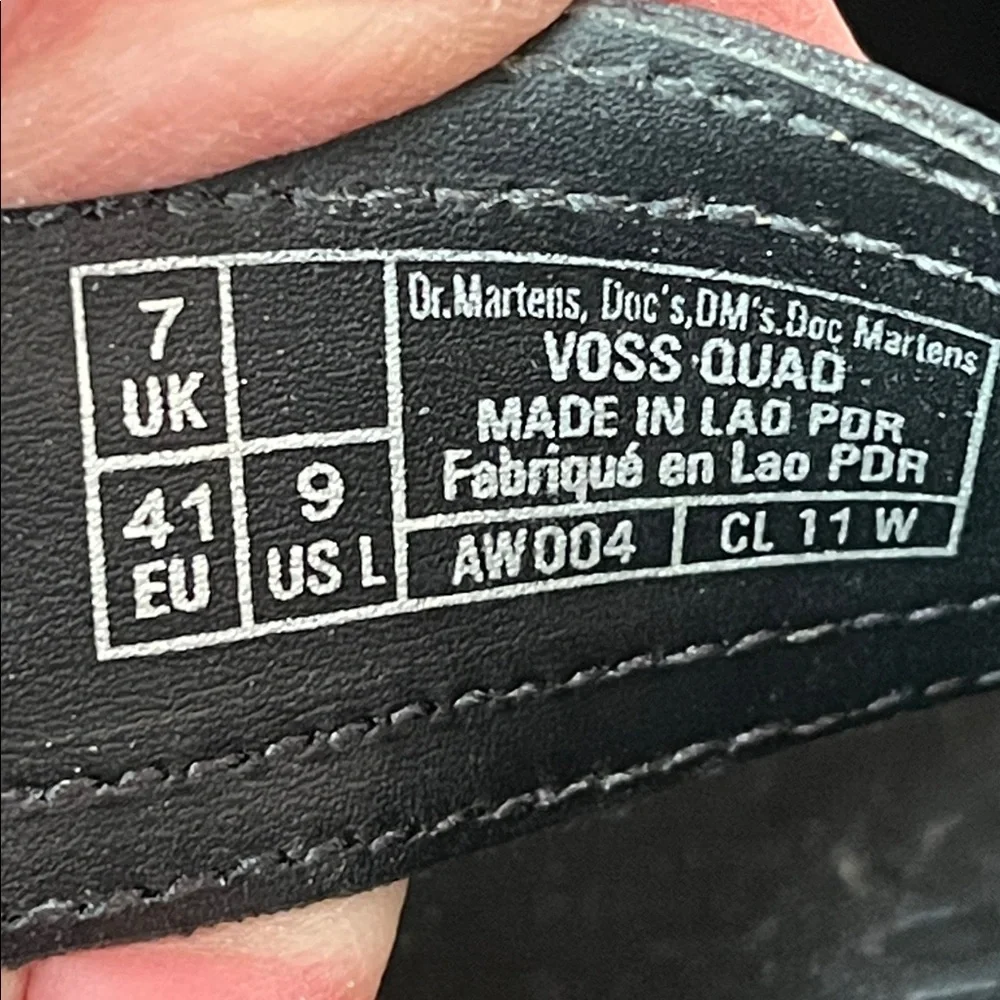 7
UK
41
EU
9
US L
Dr.Martens, Doc's,DM's.Doc Martens
VOSS QUAD
MADE IN LAO PDR
Fabriqué en Lao PDR
AW004
CL 11 W